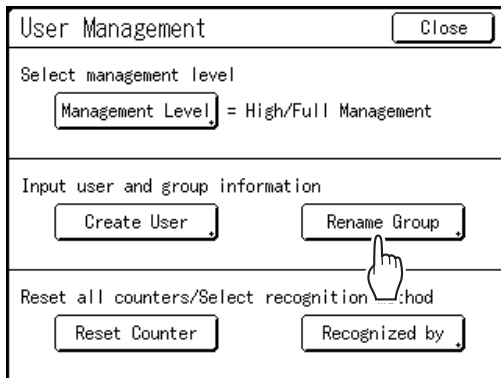 User Management
Close
Select management level
Management Level = High/Full Management
Input user and group information
Create User
Rename Group
Reset all counters/Select recognition hod
Reset Counter
Recognized by